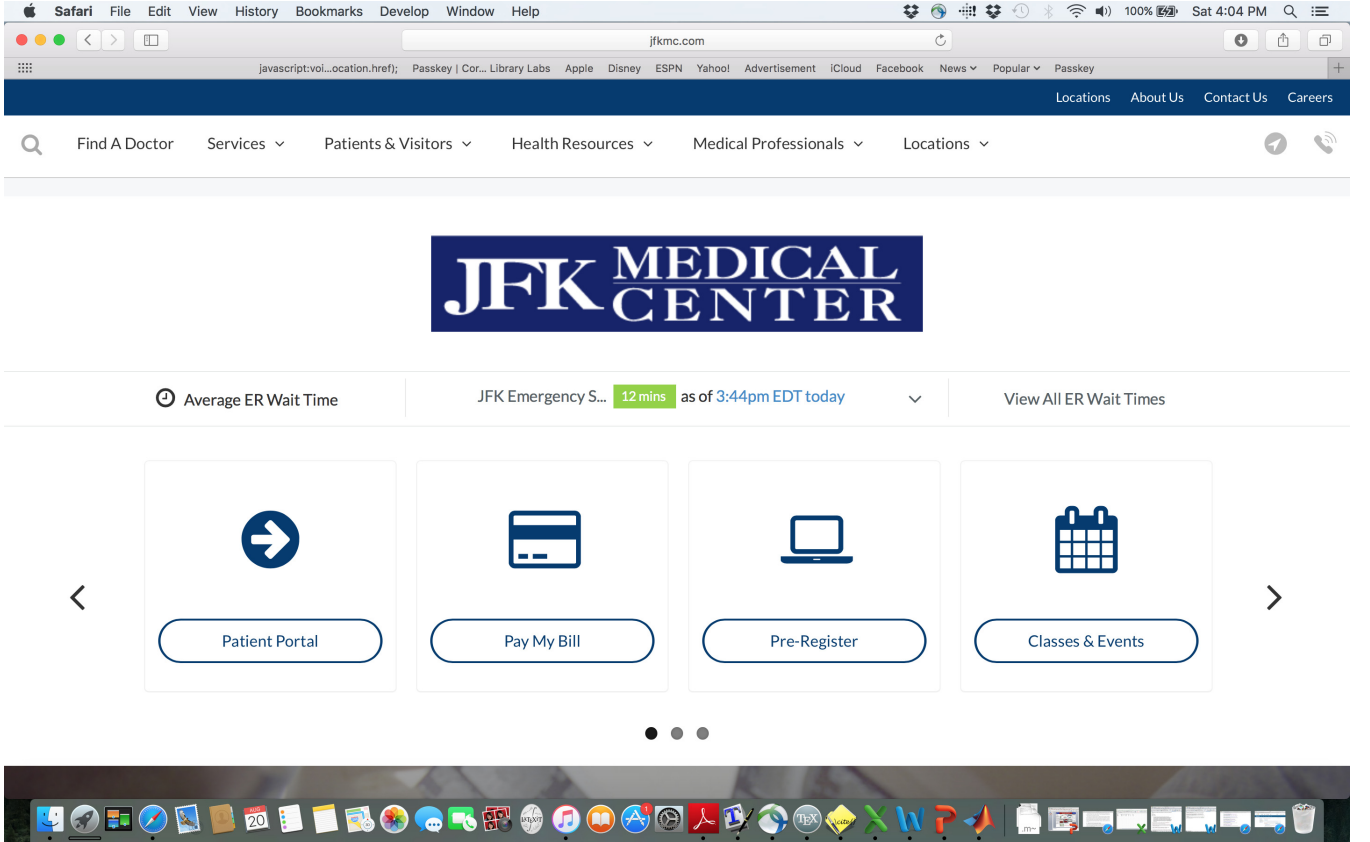 Safari File Edit View History Bookmarks Develop Window Help 100% Sat 4:04 PM
jfkmc.com
javascript:voi...ocation.href); Passkey | Cor... Library Labs Apple Disney ESPN Yahoo! Advertisement iCloud Facebook News Popular Passkey
Locations About Us Contact Us Careers
Find A Doctor Services Patients & Visitors Health Resources Medical Professionals Locations
JFK MEDICAL
CENTER
Average ER Wait Time JFK Emergency S... 12 mins as of 3:44pm EDT today View All ER Wait Times
Patient Portal Pay My Bill Pre-Register Classes & Events
AUG
20
1
TEX
.m~